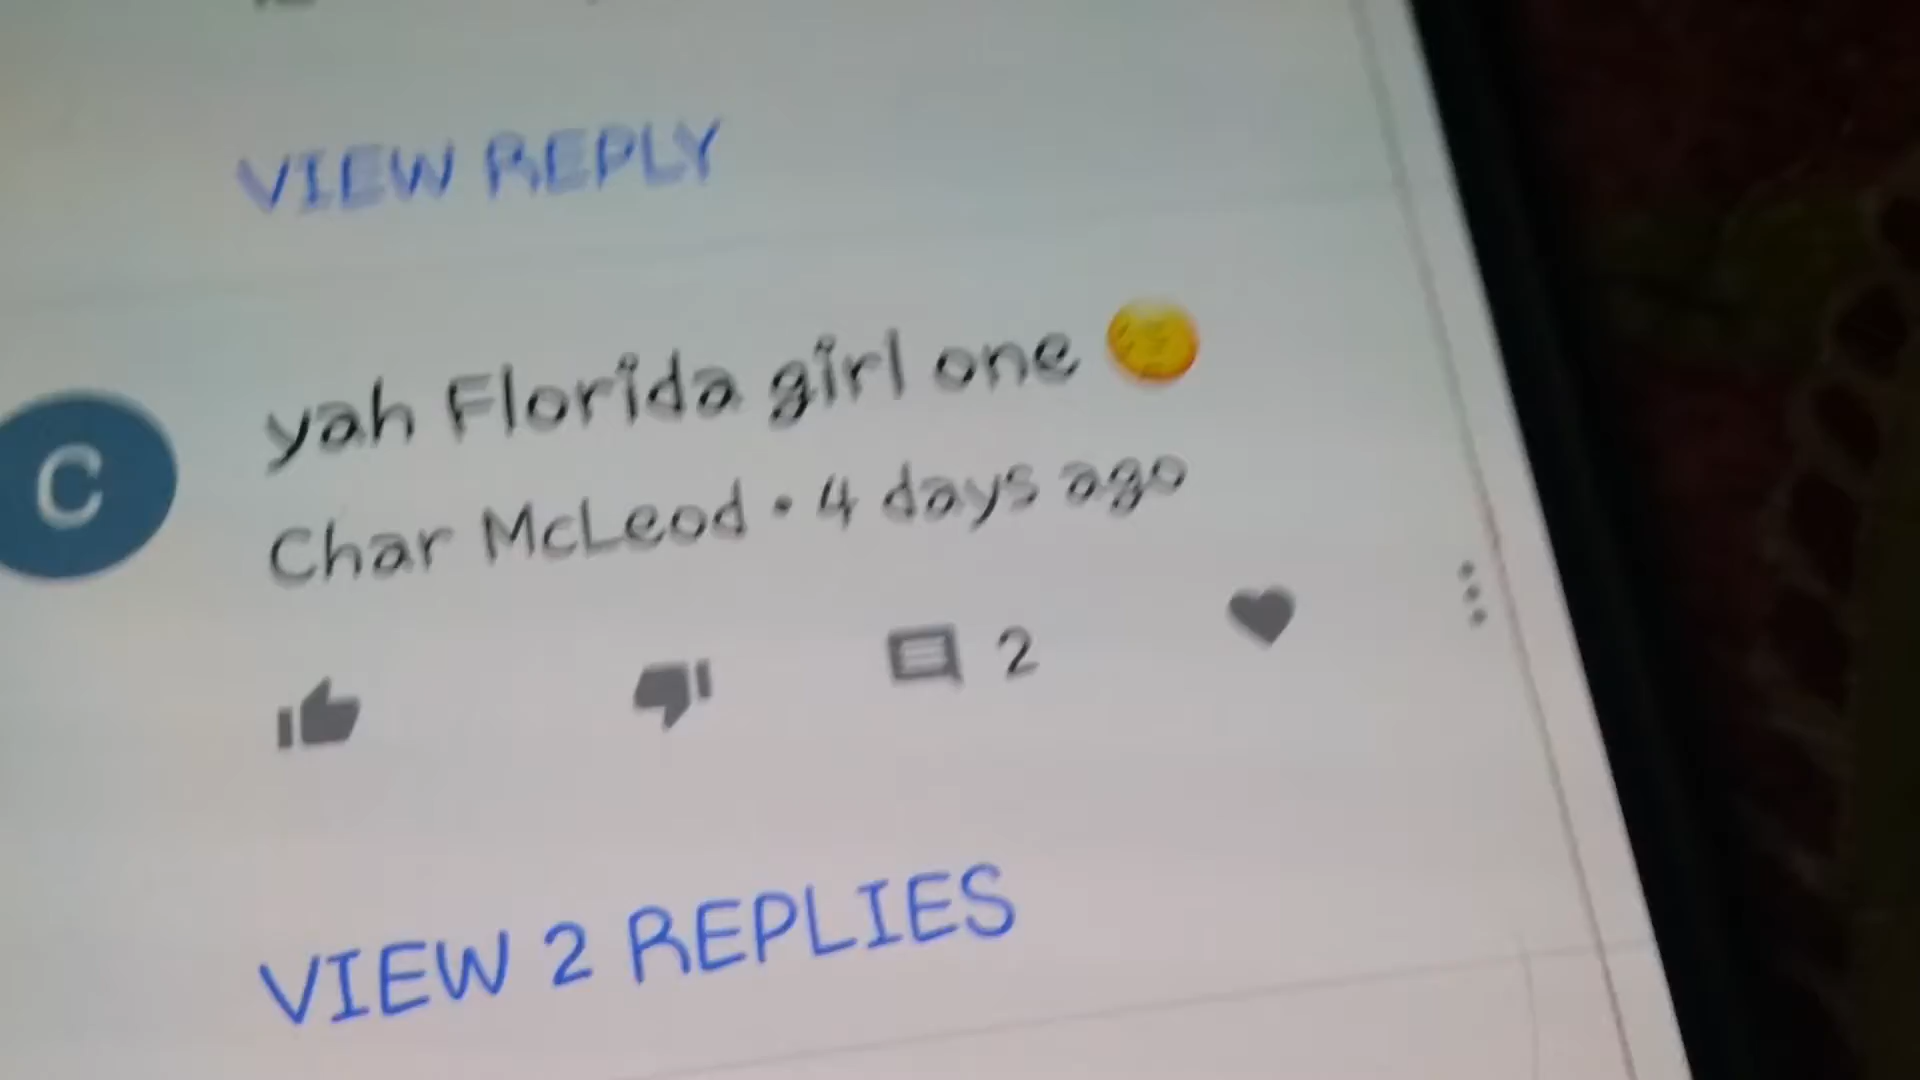 VIEW REPLY
C
yah Florida girl one
Char McLeod • 4 days ago
2
VIEW 2 REPLIES